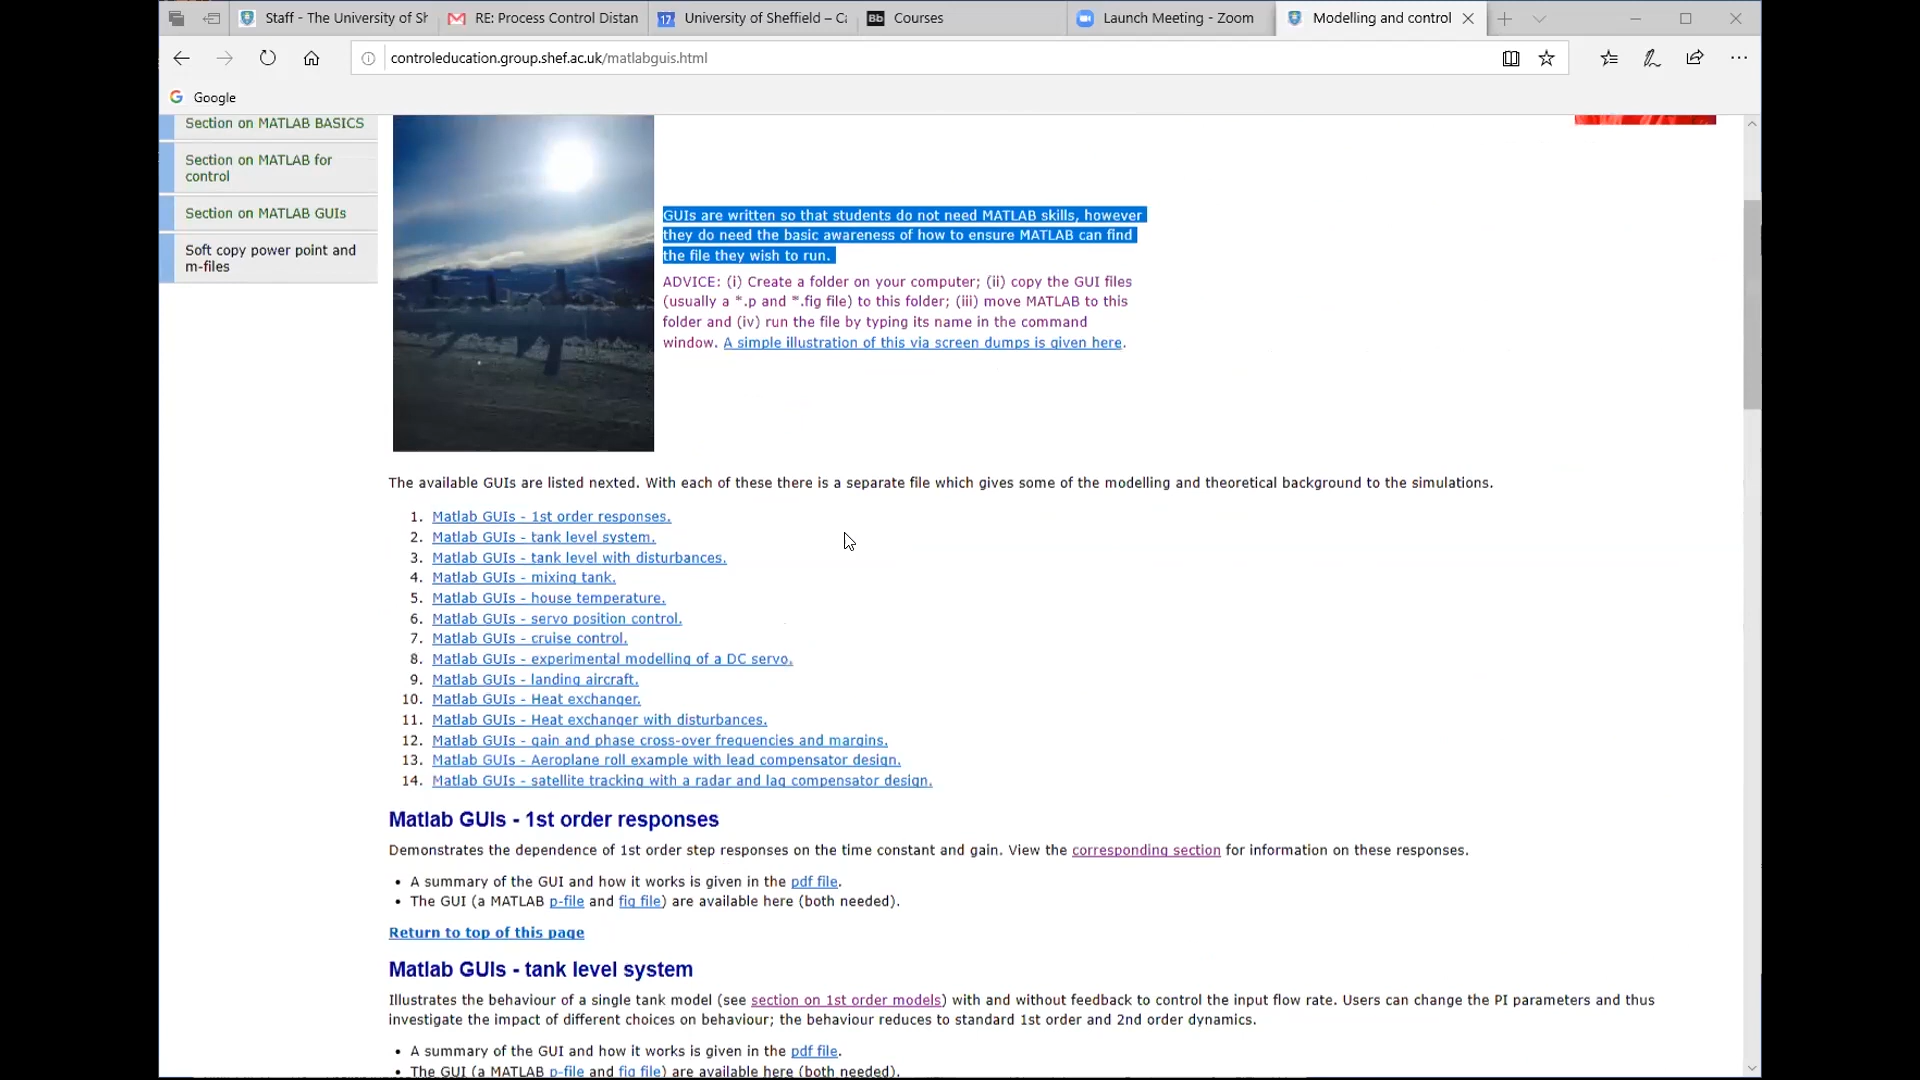 Staff - The University of Sh
RE: Process Control Distan
17 University of Sheffield – Ca
Bb Courses
Launch Meeting - Zoom
Modelling and control
controleducation.group.shef.ac.uk/matlabguis.html
Google
Section on MATLAB BASICS
Section on MATLAB for
control
Section on MATLAB GUIs
Soft copy power point and
m-files
GUIs are written so that students do not need MATLAB skills, however
they do need the basic awareness of how to ensure MATLAB can find
the file they wish to run.
ADVICE: (i) Create a folder on your computer; (ii) copy the GUI files
(usually a *.p and *.fig file) to this folder; (iii) move MATLAB to this
folder and (iv) run the file by typing its name in the command
window. A simple illustration of this via screen dumps is given here.
The available GUIs are listed nexted. With each of these there is a separate file which gives some of the modelling and theoretical background to the simulations.
1. Matlab GUIs - 1st order responses.
2. Matlab GUIs - tank level system.
3. Matlab GUIs - tank level with disturbances.
4. Matlab GUIs - mixing tank.
5. Matlab GUIs - house temperature.
6. Matlab GUIs - servo position control.
7. Matlab GUIs - cruise control.
8. Matlab GUIs - experimental modelling of a DC servo.
9. Matlab GUIs - landing aircraft.
10. Matlab GUIs - Heat exchanger.
11. Matlab GUIs - Heat exchanger with disturbances.
12. Matlab GUIs - gain and phase cross-over frequencies and margins.
13. Matlab GUIs - Aeroplane roll example with lead compensator design.
14. Matlab GUIs - satellite tracking with a radar and lag compensator design.
Matlab GUIs - 1st order responses
Demonstrates the dependence of 1st order step responses on the time constant and gain. View the corresponding section for information on these responses.
• A summary of the GUI and how it works is given in the pdf file.
• The GUI (a MATLAB p-file and fig file) are available here (both needed).
Return to top of this page
Matlab GUIs - tank level system
Illustrates the behaviour of a single tank model (see section on 1st order models) with and without feedback to control the input flow rate. Users can change the PI parameters and thus
investigate the impact of different choices on behaviour; the behaviour reduces to standard 1st order and 2nd order dynamics.
• A summary of the GUI and how it works is given in the pdf file.
• The GUI (a MATLAB p-file and fig file) are available here (both needed).